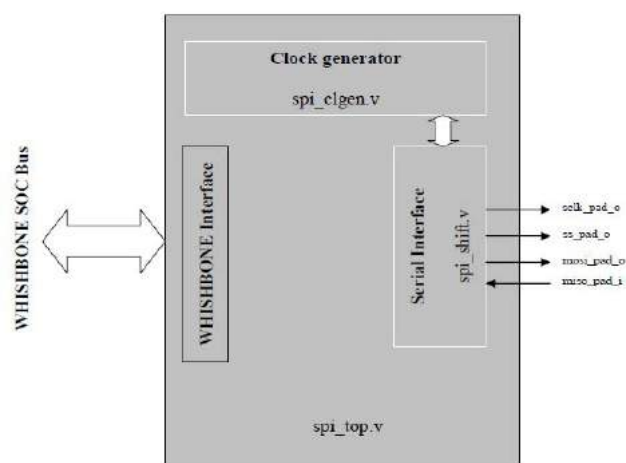 Clock generator
spi_clgen.v
WHISHBONE SOC Bus
WHISHBONE Interface
Serial Interface
spi_shift.v
sclk_pad_o
ss_pad_o
mosi_pad_o
miso_pad_i
spi_top.v